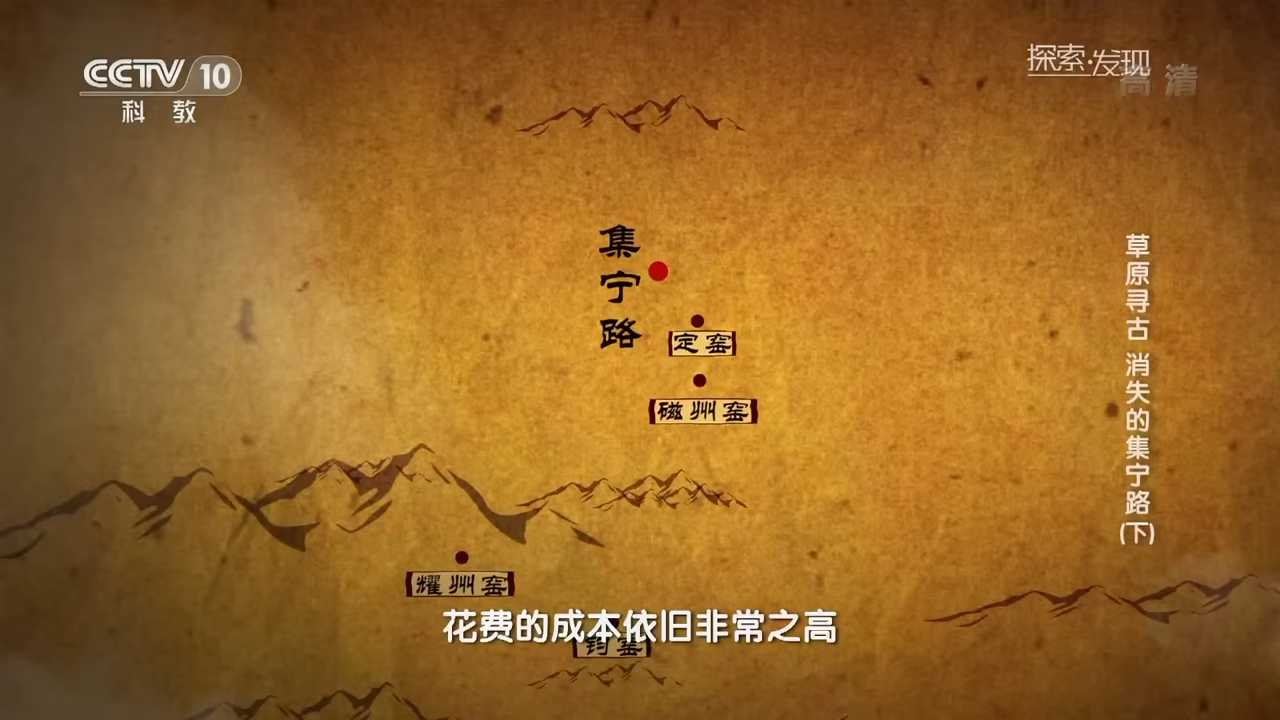 CCTV 10
科教
探索·发现
高清
集宁路
定窑
磁州窑
草原寻古 消失的集宁路(下)
耀州窑
花费的成本依旧非常之高
钧窑